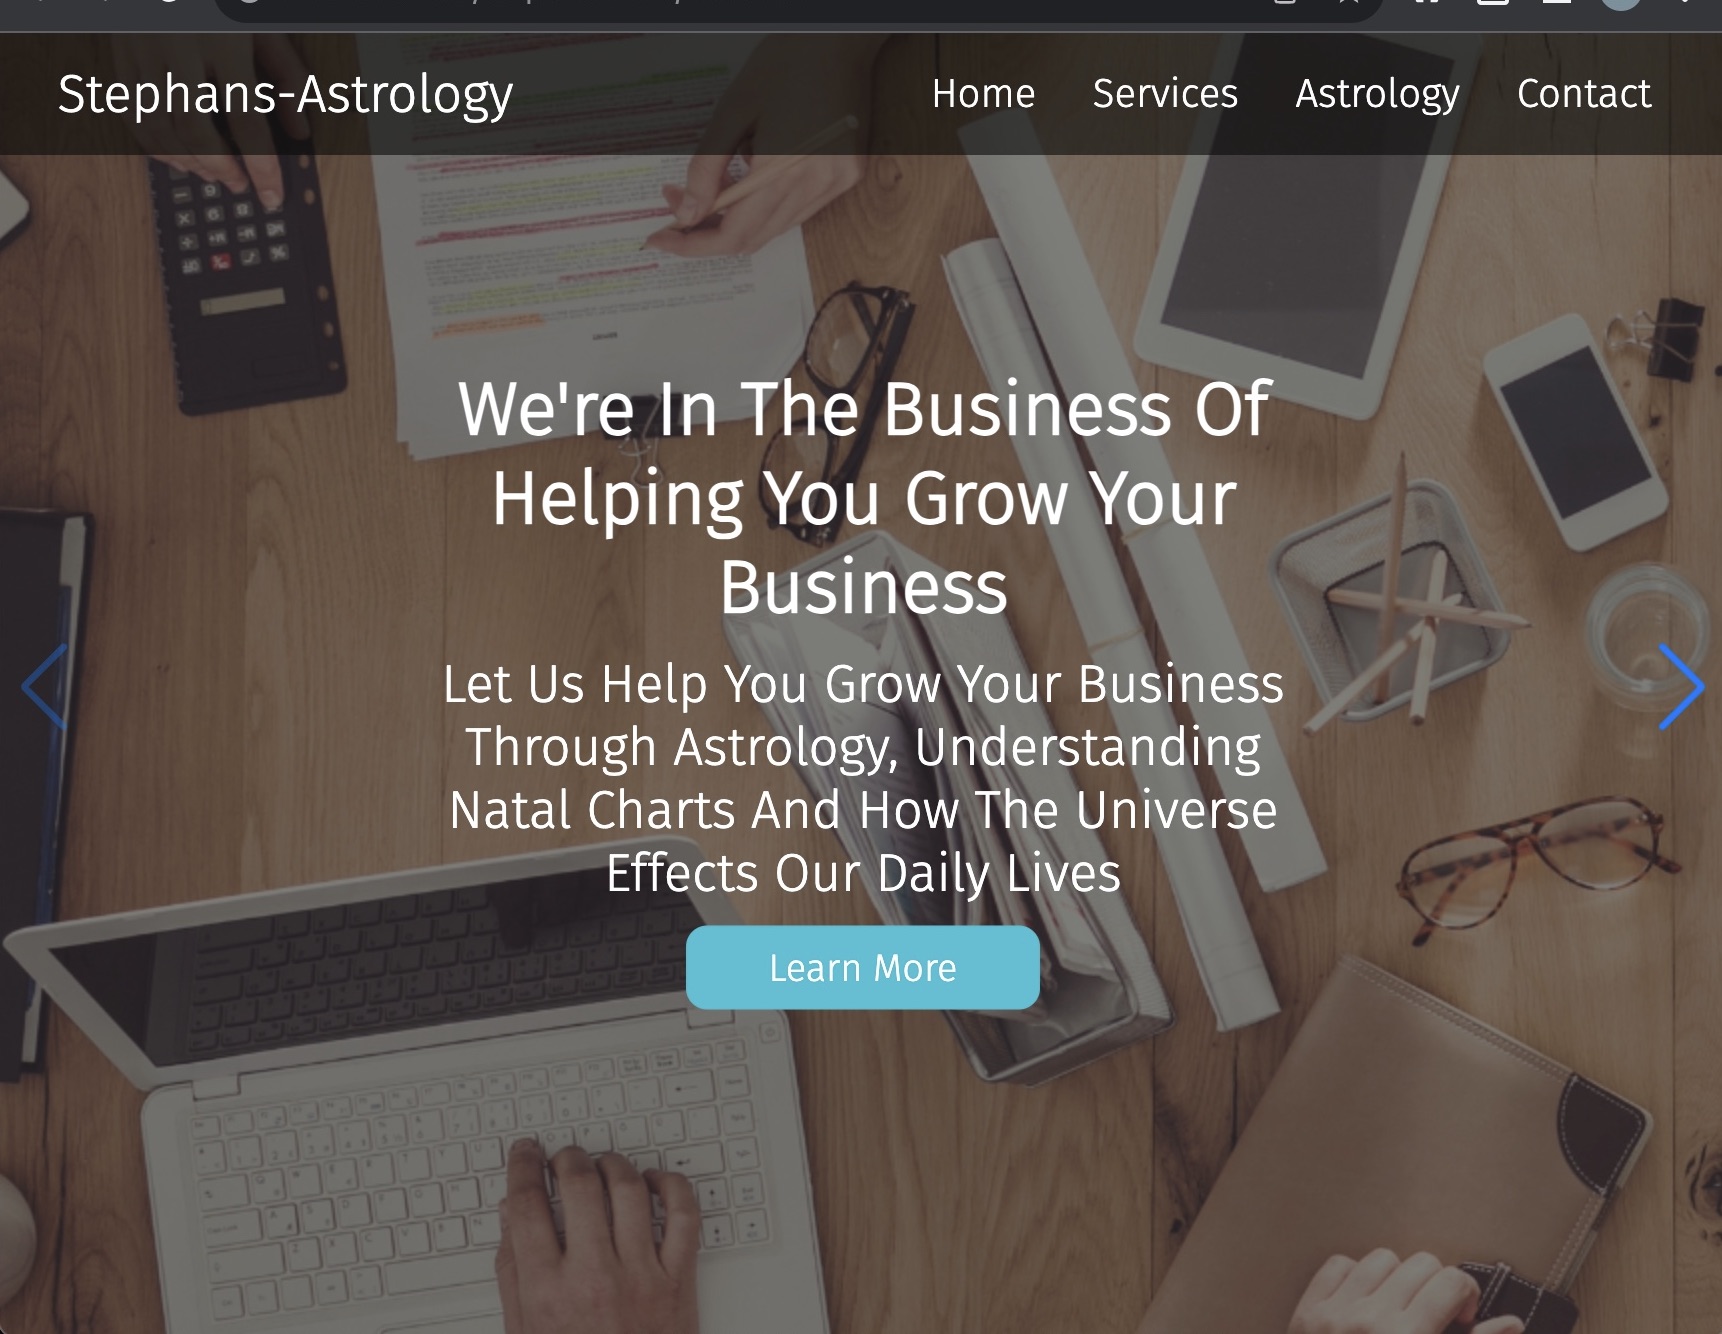 Stephans-Astrology
Home Services Astrology Contact
We're In The Business Of
Helping You Grow Your
Business
Let Us Help You Grow Your Business
Through Astrology, Understanding
Natal Charts And How The Universe
Effects Our Daily Lives
Learn More